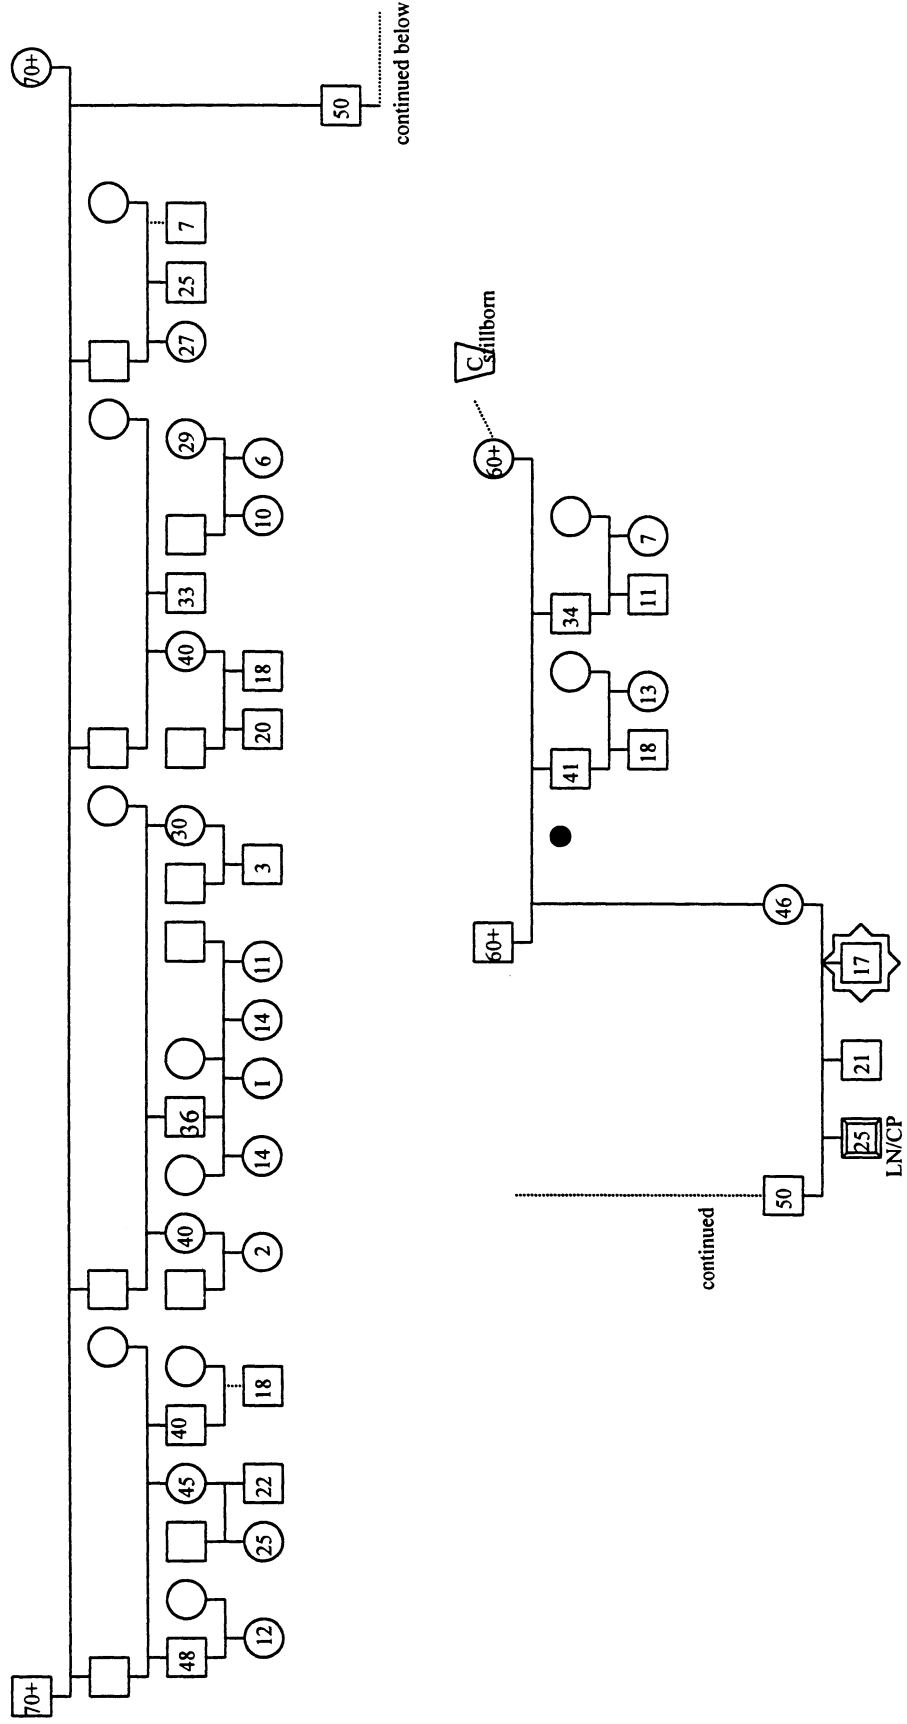 70+ 70+
48 45 40 40 36 30 40 33 29 27 25 7
12 25 22 18 2 14 1 14 11 3 20 18 10 6
50
continued below
C
stillborn
60+ 60+
41 34
18 13 11 7
continued
50 46
25 21 17
LN/CP